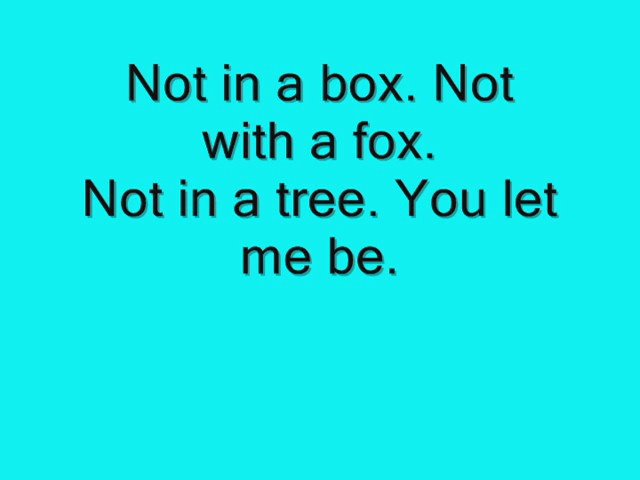 Not in a box. Not
with a fox.
Not in a tree. You let
me be.